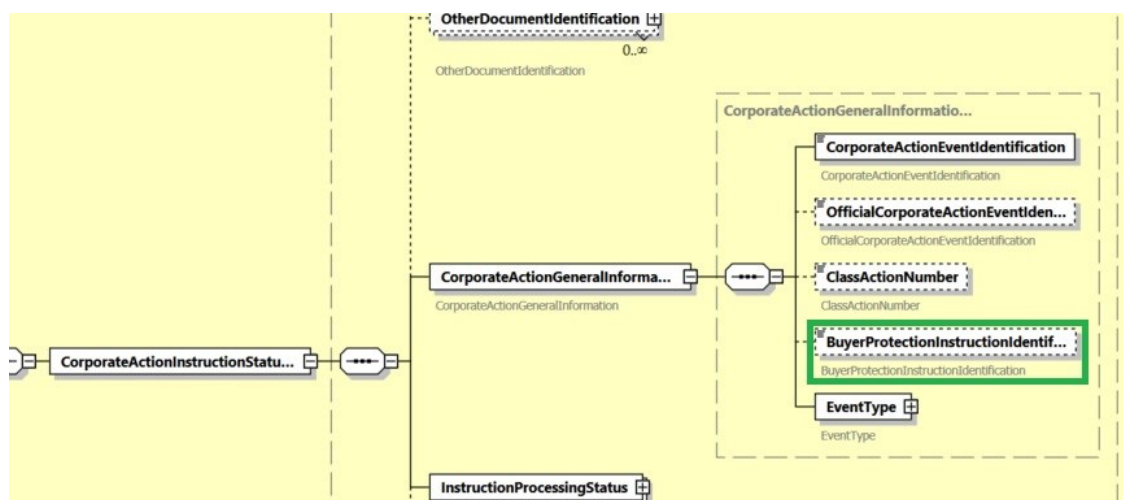 OtherDocumentIdentification
0..∞
OtherDocumentIdentification
CorporateActionGeneralInformatio...
CorporateActionEventIdentification
CorporateActionEventIdentification
OfficialCorporateActionEventIden...
OfficialCorporateActionEventIdentification
CorporateActionGeneralInforma...
CorporateActionGeneralInformation
ClassActionNumber
ClassActionNumber
BuyerProtectionInstructionIdentif...
BuyerProtectionInstructionIdentification
CorporateActionInstructionStatu...
EventType
EventType
InstructionProcessingStatus